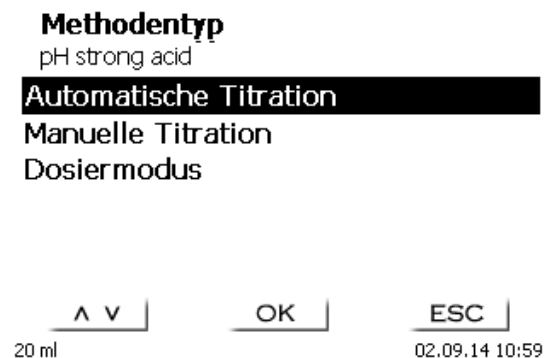 Methodentyp
pH strong acid
Automatische Titration
Manuelle Titration
Dosiermodus
∧ ∨ OK ESC
20 ml 02.09.14 10:59